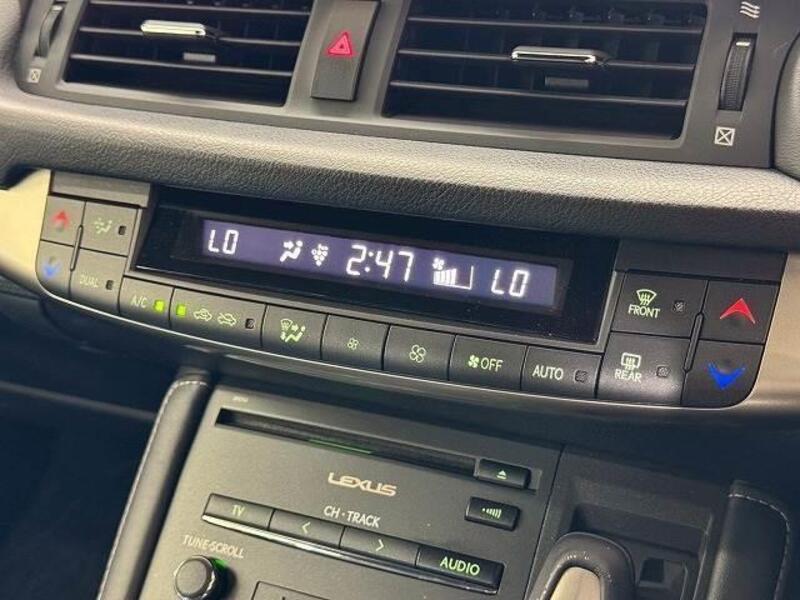 LO 2:47 LO
FRONT
DUAL
A/C
OFF
AUTO
REAR
LEXUS
TV
CH·TRACK
TUNE·SCROLL
AUDIO